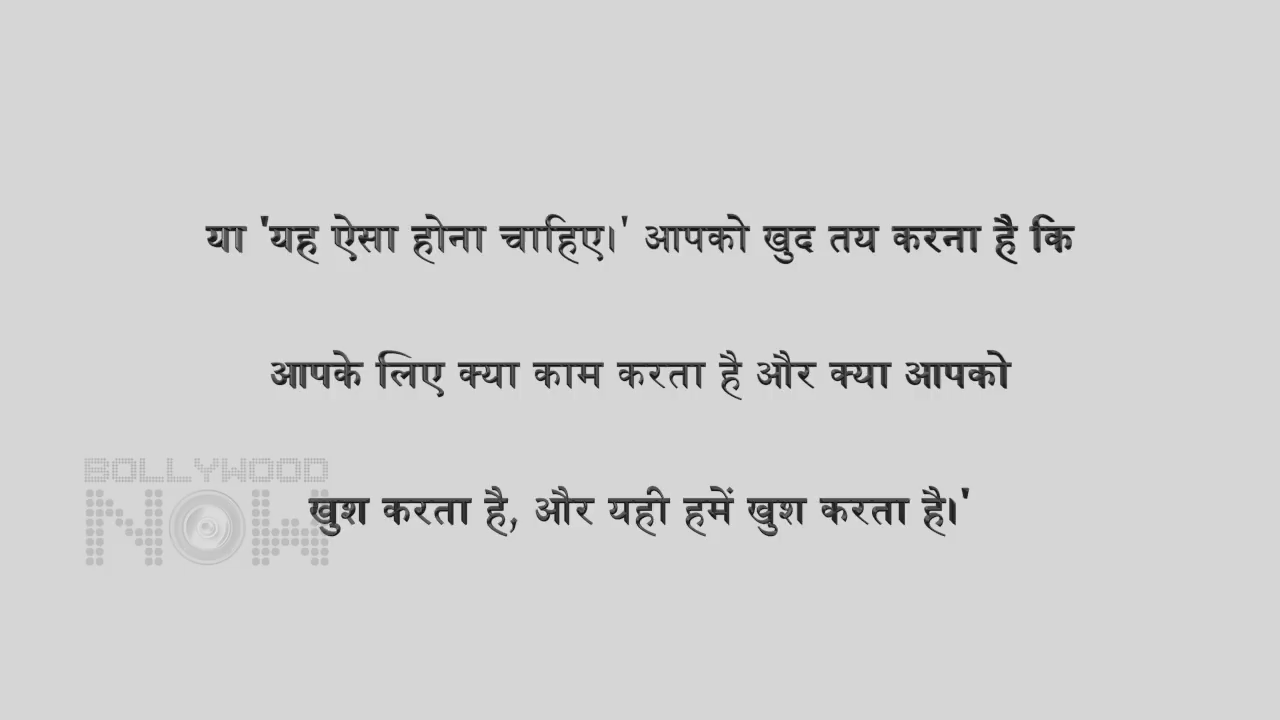 या 'यह ऐसा होना चाहिए।' आपको खुद तय करना है कि
आपके लिए क्या काम करता है और क्या आपको
खुश करता है, और यही हमें खुश करता है।'
BOLLYWOOD
NOW